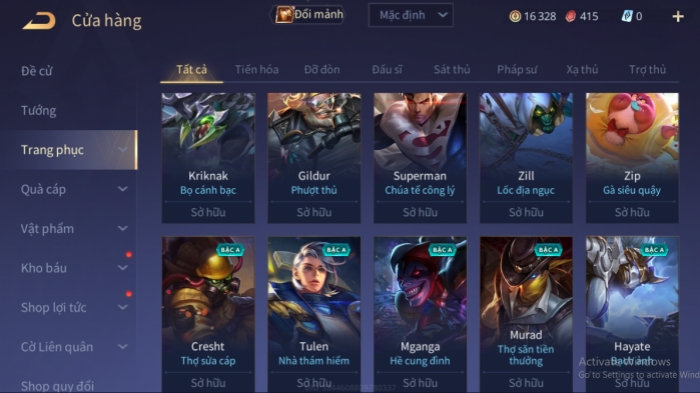 Cửa hàng
Đổi mảnh
Mặc định
16 328
415
0
Đề cử
Tướng
Trang phục
Quà cáp
Vật phẩm
Kho báu
Shop lợi tức
Cờ Liên quân
Shop quy đổi
Tất cả
Tiến hóa
Đỡ đòn
Đấu sĩ
Sát thủ
Pháp sư
Xạ thủ
Trợ thủ
Kriknak
Bọ cánh bạc
Sở hữu
Gildur
Phượt thủ
Sở hữu
Superman
Chúa tể công lý
Sở hữu
Zill
Lốc địa ngục
Sở hữu
Zip
Gà siêu quậy
Sở hữu
BẬC A
Cresht
Thợ sửa cáp
Sở hữu
BẬC A
Tulen
Nhà thám hiểm
Sở hữu
BẬC A
Mganga
Hề cung đình
Sở hữu
BẬC A
Murad
Thợ săn tiền
thưởng
Sở hữu
BẬC A
Hayate
Bạch ảnh
Sở hữu
Activate Windows
Go to Settings to activate Wind